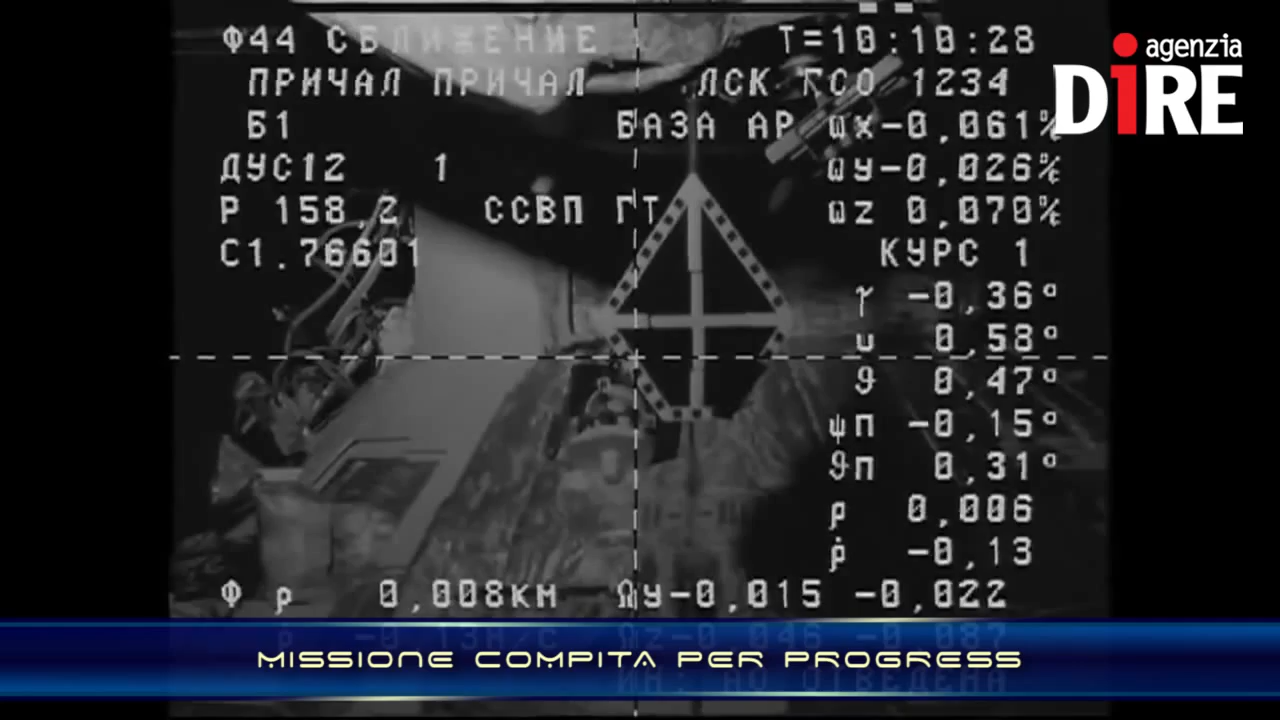 Ф44 СБЛИЖЕНИЕ T=10:10:28
ПРИЧАЛ ПРИЧАЛ ЛСК ГСО 1234
Б1 БАЗА АР ωx-0,061%
ДУС12 1 ωy-0,026%
Р 158,2 ССВП ГТ ωz 0,070%
С1.76601 КУРС 1
γ -0,36°
u 0,58°
ϑ 0,47°
ψп -0,15°
ϑп 0,31°
ρ 0,006
ρ̇ -0,13
Ф ρ 0,008км Ωy-0,015 -0,022
agenzia
DiRE
MISSIONE COMPITA PER PROGRESS